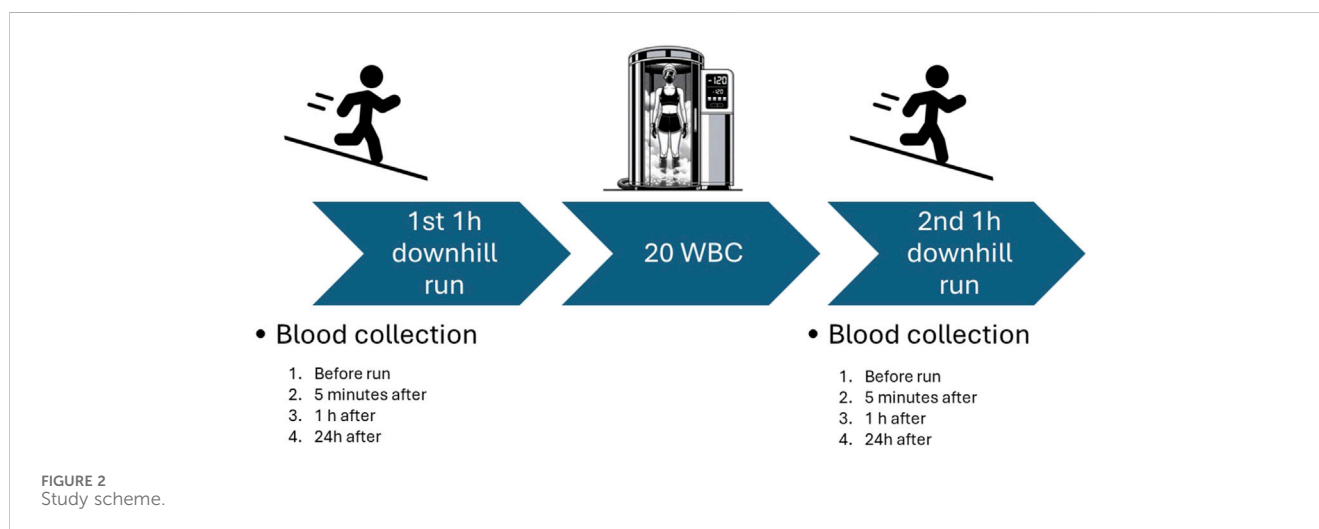 -120
-120
1st 1h
downhill
run
20 WBC
2nd 1h
downhill
run
• Blood collection
1. Before run
2. 5 minutes after
3. 1 h after
4. 24h after
• Blood collection
1. Before run
2. 5 minutes after
3. 1 h after
4. 24h after
FIGURE 2
Study scheme.